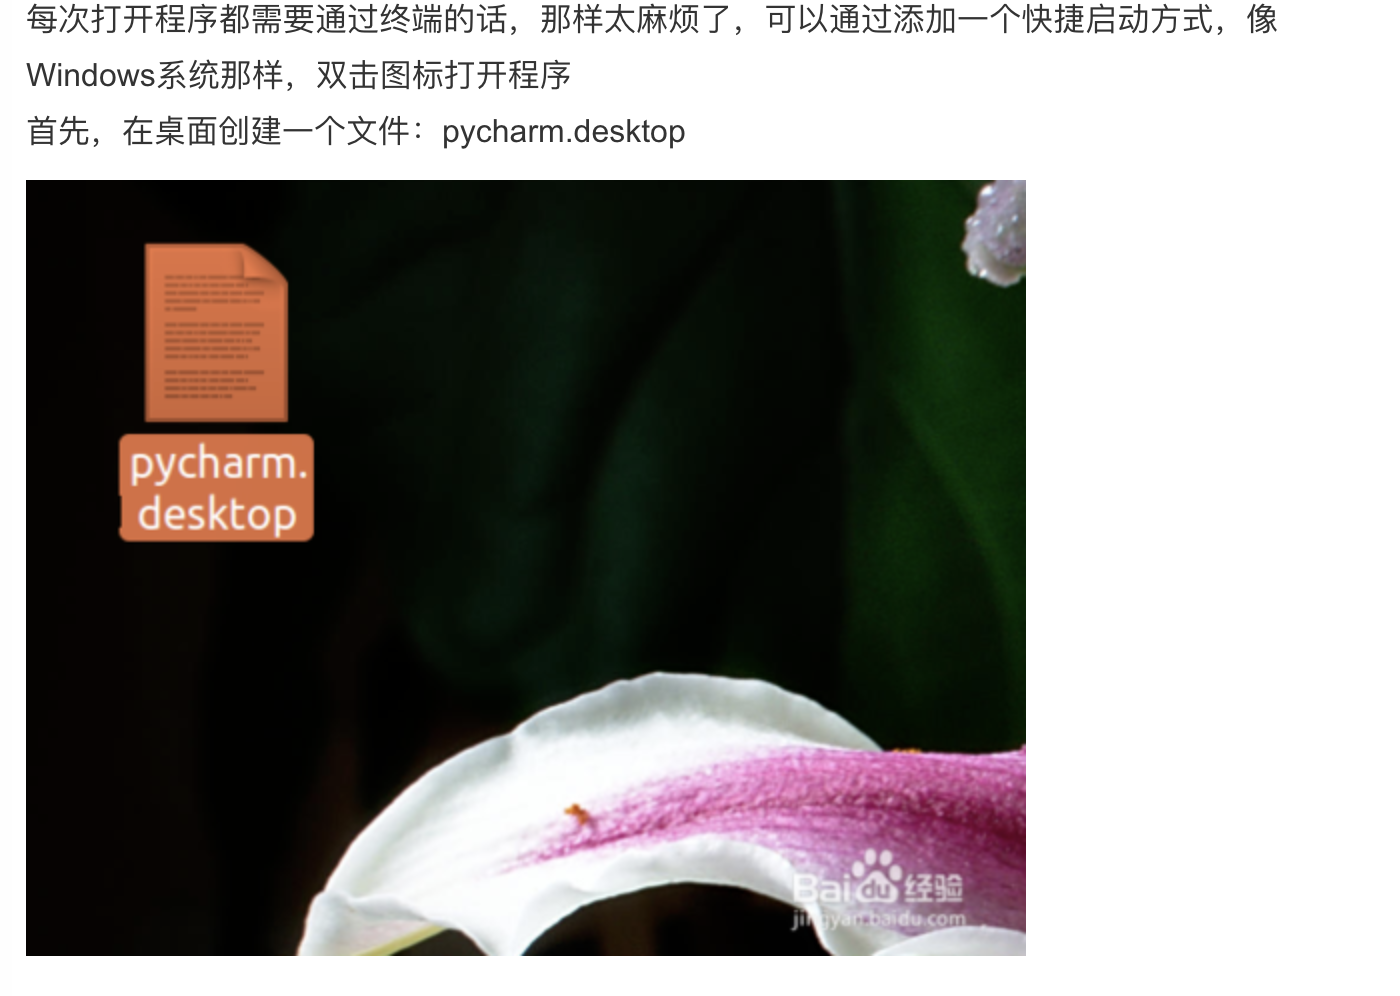 每次打开程序都需要通过终端的话，那样太麻烦了，可以通过添加一个快捷启动方式，像
Windows系统那样，双击图标打开程序
首先，在桌面创建一个文件：pycharm.desktop
pycharm.
desktop
Baidu经验
jingyan.baidu.com